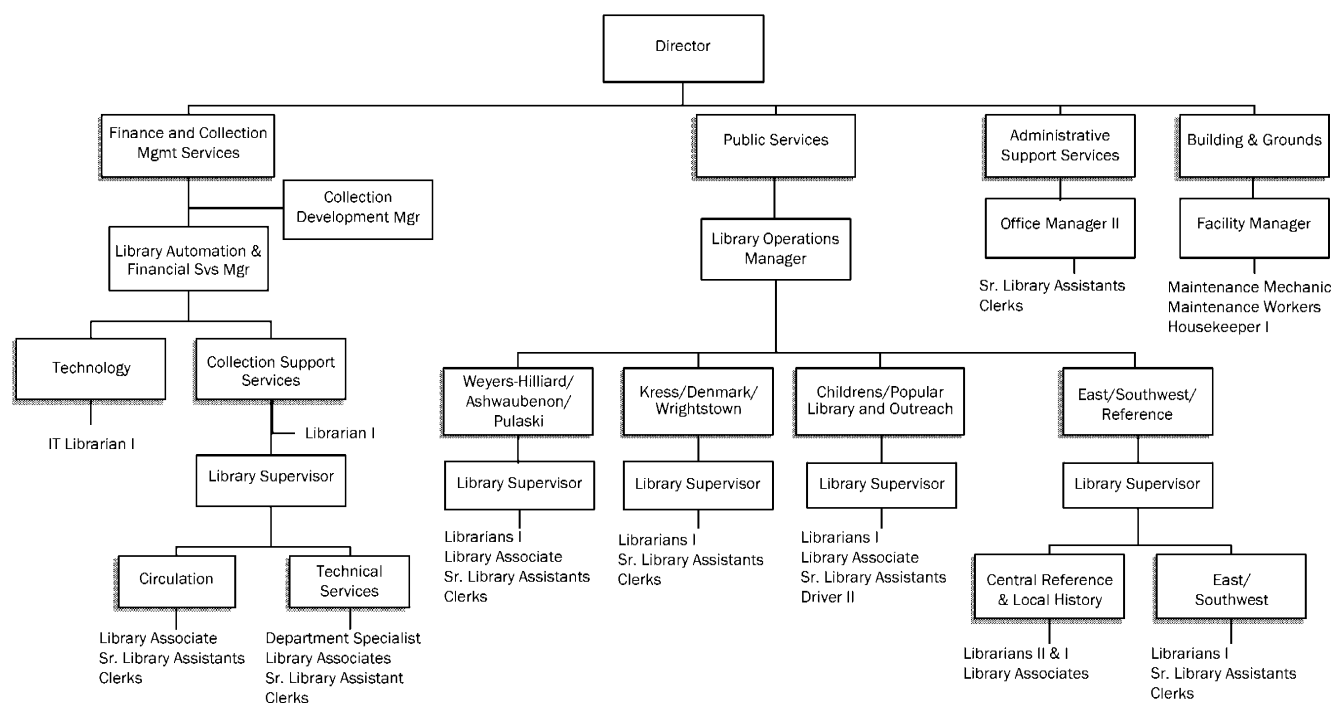 Director
Finance and Collection
Mgmt Services
Public Services
Administrative
Support Services
Building & Grounds
Collection
Development Mgr
Library Automation &
Financial Svs Mgr
Library Operations
Manager
Office Manager II
Facility Manager
Sr. Library Assistants
Clerks
Maintenance Mechanic
Maintenance Workers
Housekeeper I
Technology
Collection Support
Services
IT Librarian I
Librarian I
Library Supervisor
Weyers-Hilliard/
Ashwaubenon/
Pulaski
Kress/Denmark/
Wrightstown
Childrens/Popular
Library and Outreach
East/Southwest/
Reference
Library Supervisor
Library Supervisor
Library Supervisor
Library Supervisor
Librarians I
Library Associate
Sr. Library Assistants
Clerks
Librarians I
Sr. Library Assistants
Clerks
Librarians I
Library Associate
Sr. Library Assistants
Driver II
Circulation
Technical
Services
Central Reference
& Local History
East/
Southwest
Library Associate
Sr. Library Assistants
Clerks
Department Specialist
Library Associates
Sr. Library Assistant
Clerks
Librarians II & I
Library Associates
Librarians I
Sr. Library Assistants
Clerks